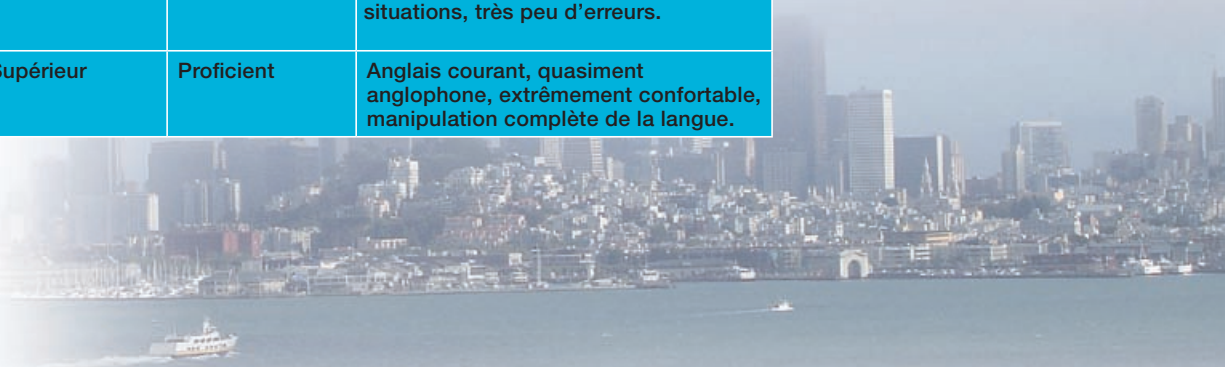 situations, très peu d'erreurs.
Supérieur
Proficient
Anglais courant, quasiment
anglophone, extrêmement confortable,
manipulation complète de la langue.